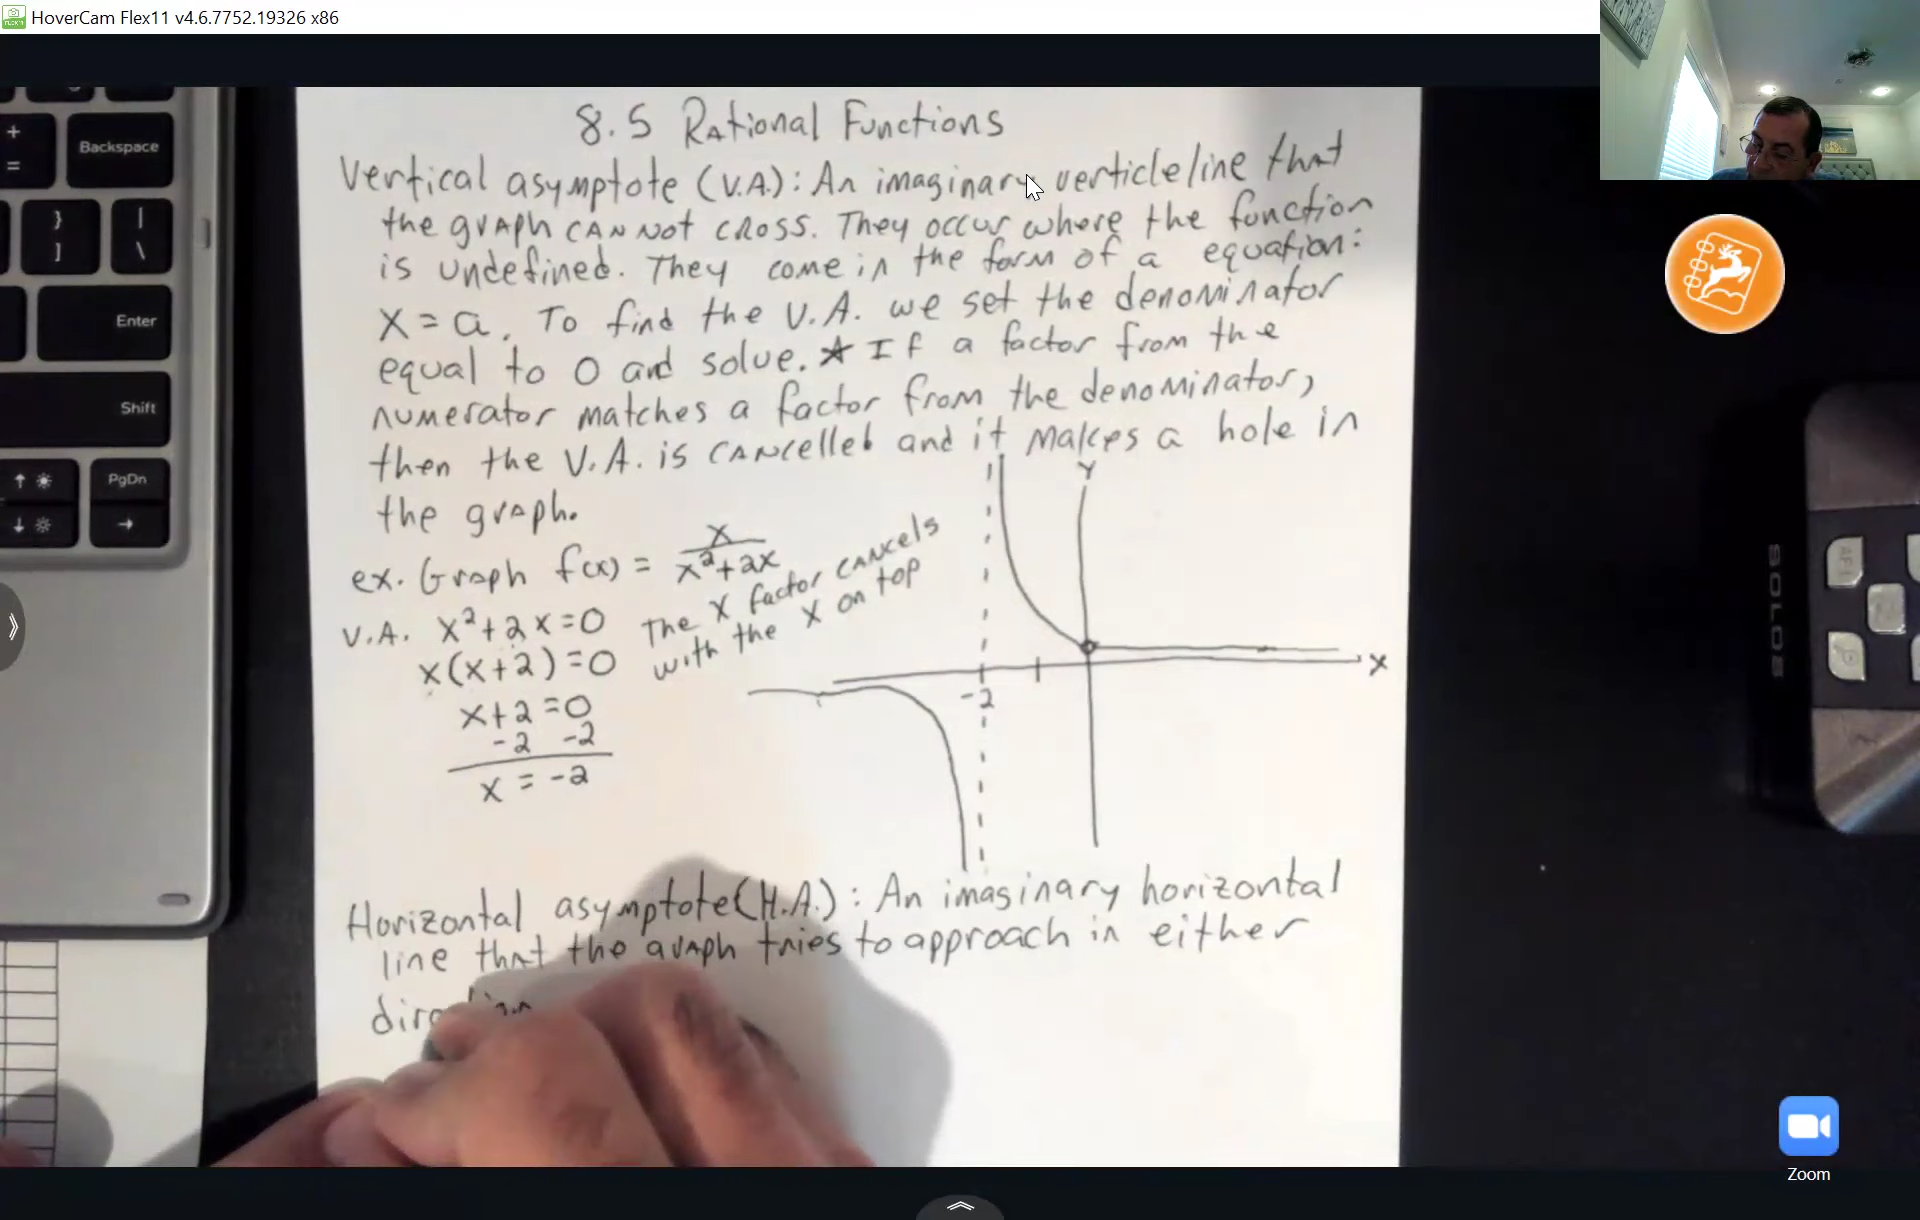 HoverCam Flex11 v4.6.7752.19326 x86
8.5 Rational Functions
Vertical asymptote (V.A.): An imaginary verticle line that
the graph cannot cross. They occur where the function
is undefined. They come in the form of a equation:
X = a. To find the V.A. we set the denominator
equal to 0 and solve. * If a factor from the
numerator matches a factor from the denominator,
then the V.A. is cancelled and it makes a hole in
the graph.
ex. Graph f(x) = x / x²+2x
The X factor cancels
with the X on top
V.A. x²+2x=0
x(x+2)=0
x+2=0
-2 -2
x = -2
Y
X
-2
Horizontal asymptote (H.A.): An imaginary horizontal
line that the graph tries to approach in either
+
=
Backspace
}
]
|
\
Enter
Shift
PgDn
SOLO8
Zoom